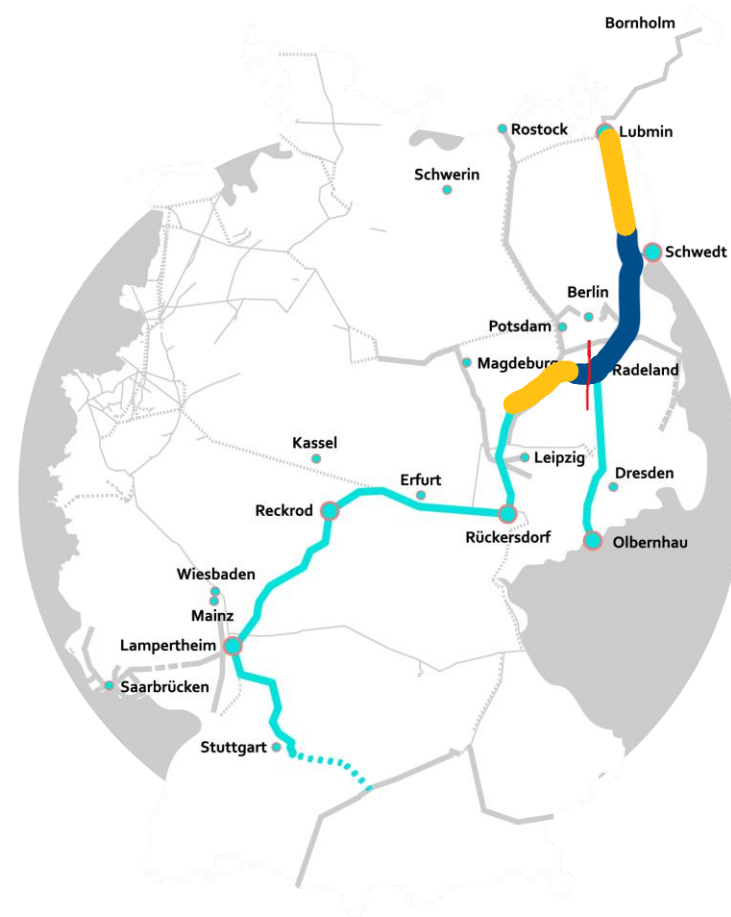 Bornholm
Rostock
Lubmin
Schwerin
Schwedt
Berlin
Potsdam
Magdeburg
Radeland
Kassel
Leipzig
Erfurt
Dresden
Reckrod
Rückersdorf
Olbernhau
Wiesbaden
Mainz
Lampertheim
Saarbrücken
Stuttgart